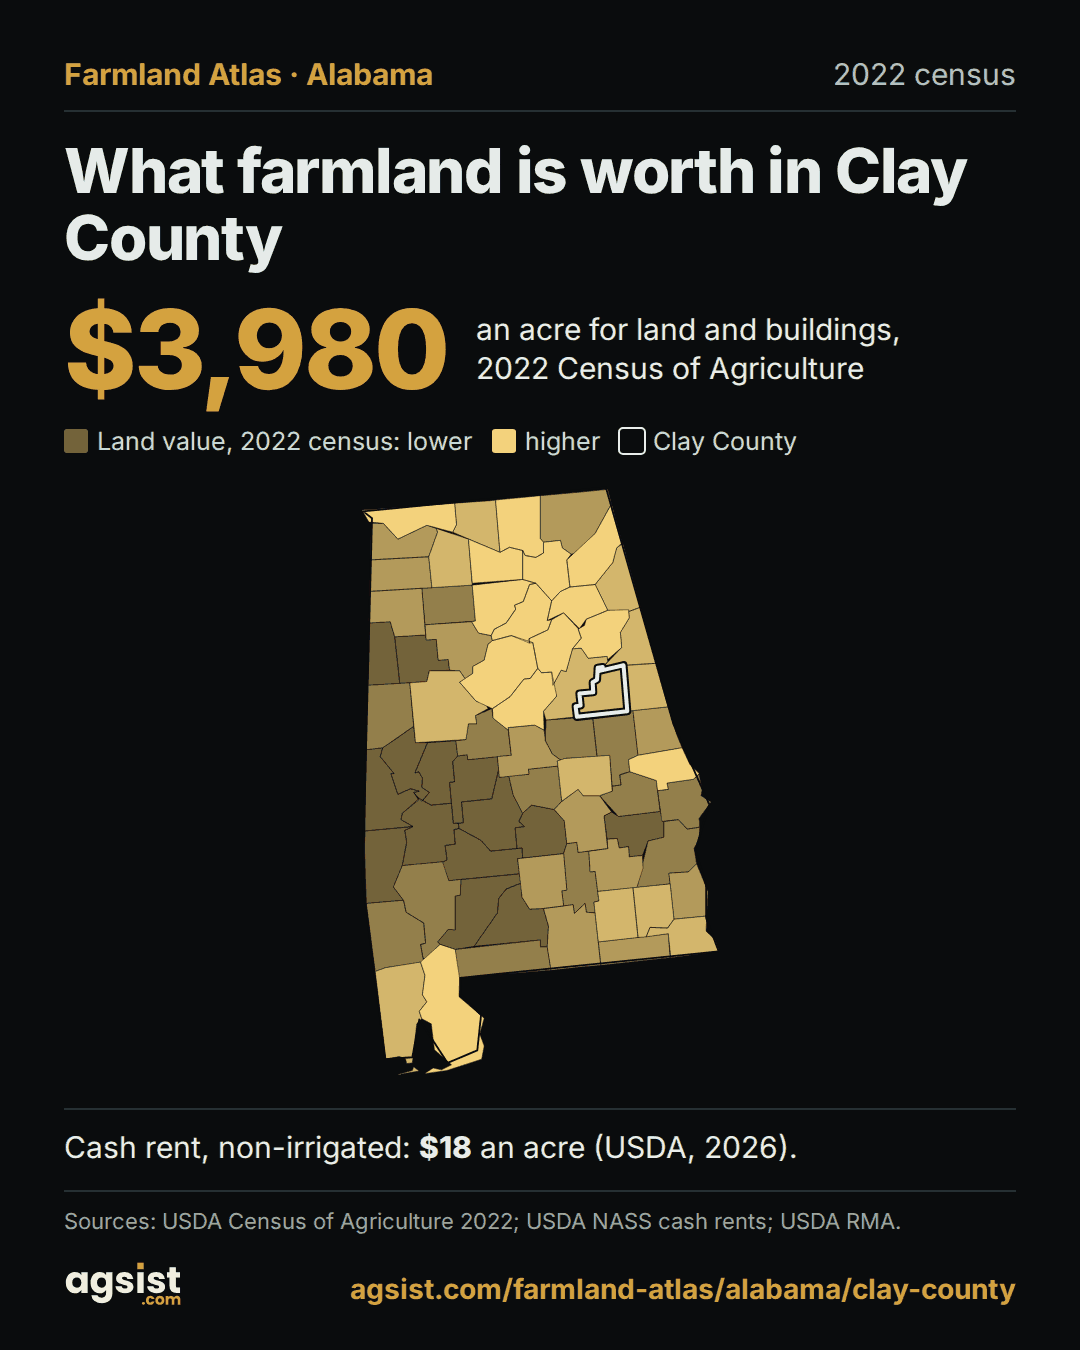 Farmland Atlas · Alabama
2022 census
What farmland is worth in Clay
County
$3,980
an acre for land and buildings,
2022 Census of Agriculture
Land value, 2022 census: lower
higher
Clay County
Cash rent, non-irrigated: $18 an acre (USDA, 2026).
Sources: USDA Census of Agriculture 2022; USDA NASS cash rents; USDA RMA.
agsist
.com
agsist.com/farmland-atlas/alabama/clay-county